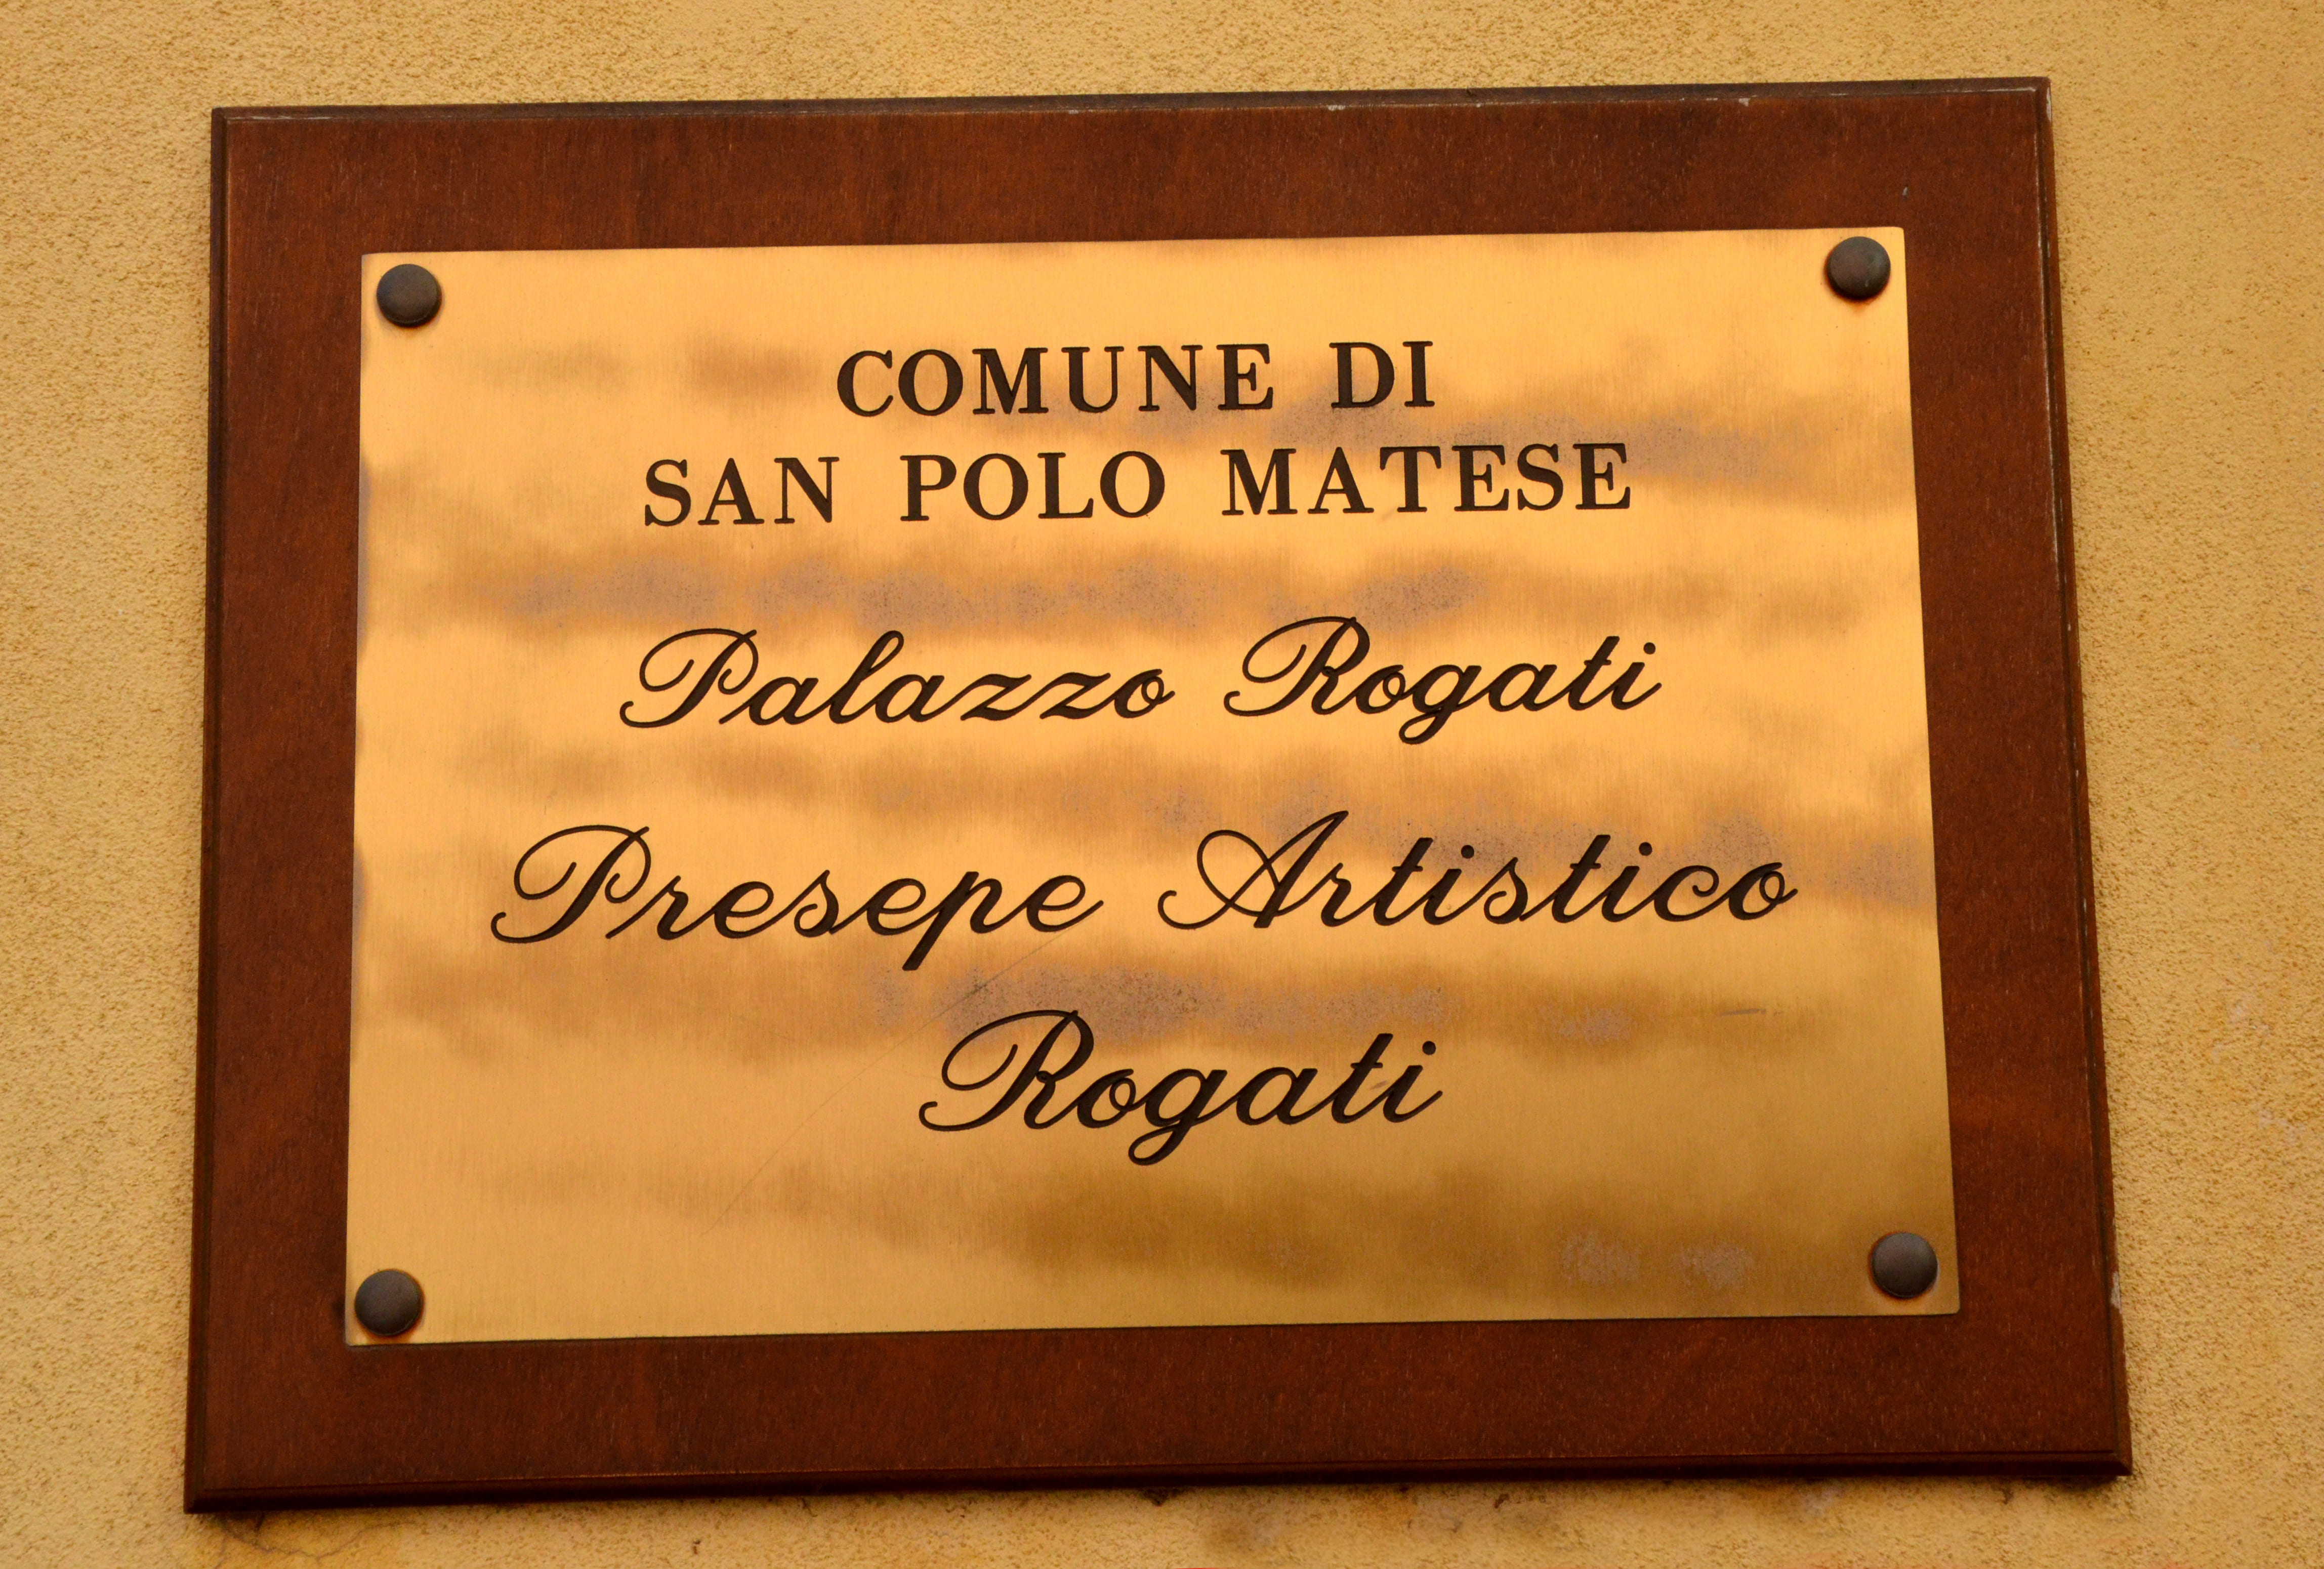 COMUNE DI
SAN POLO MATESE
Palazzo Rogati
Presepe Artistico
Rogati